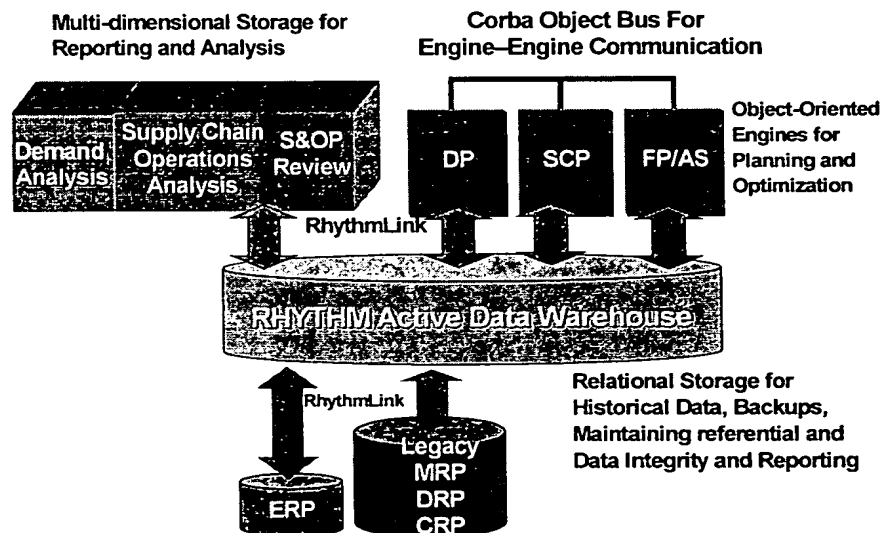 Multi-dimensional Storage for
Reporting and Analysis
Corba Object Bus For
Engine–Engine Communication
Demand
Analysis
Supply Chain
Operations
Analysis
S&OP
Review
DP
SCP
FP/AS
Object-Oriented
Engines for
Planning and
Optimization
RhythmLink
RHYTHM Active Data Warehouse
RhythmLink
Relational Storage for
Historical Data, Backups,
Maintaining referential and
Data Integrity and Reporting
ERP
Legacy
MRP
DRP
CRP